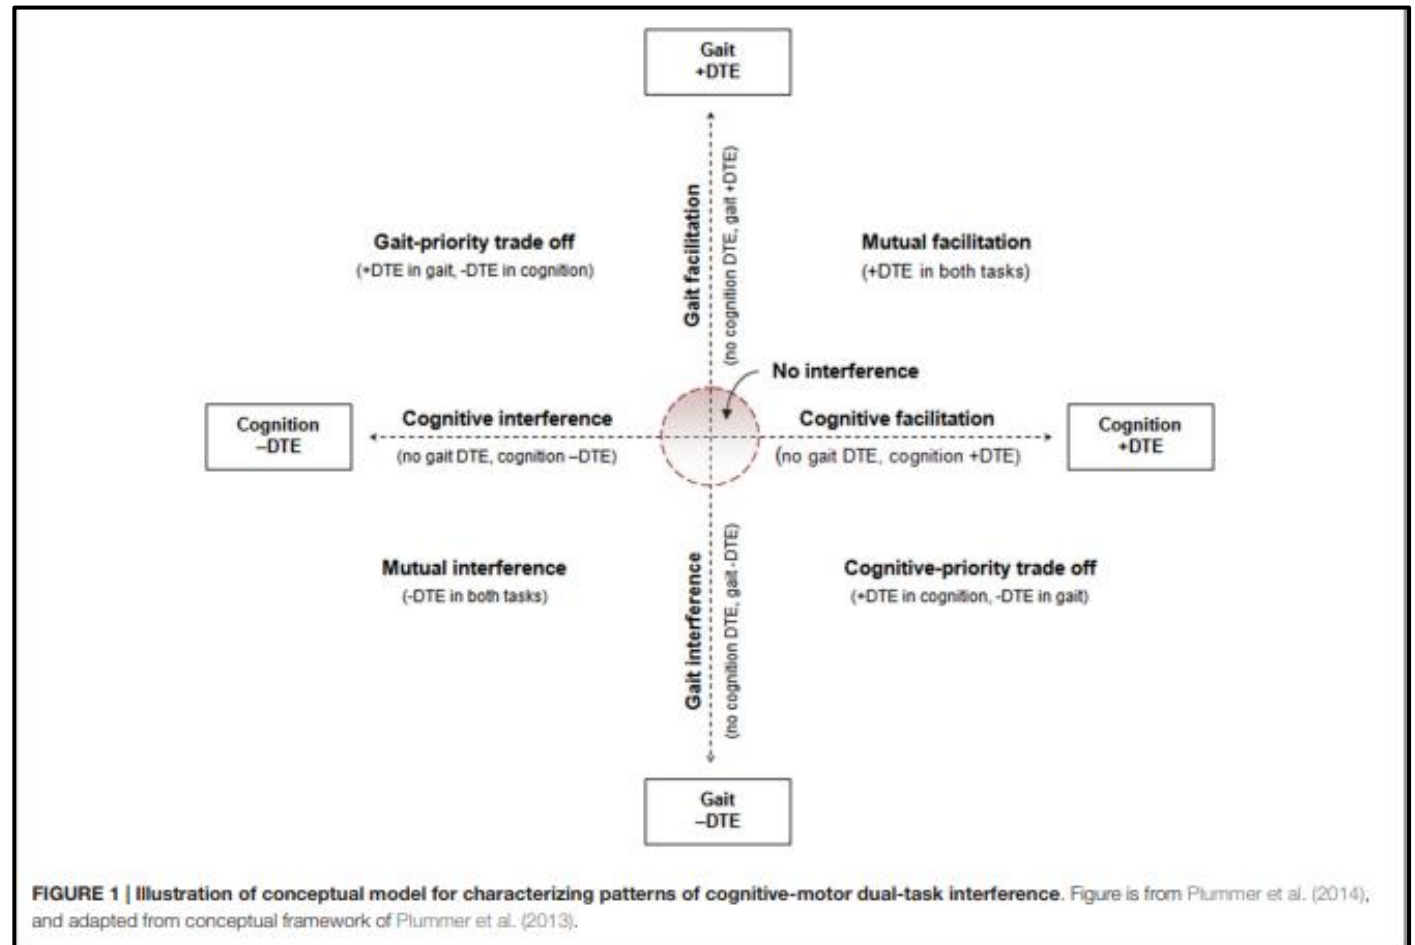 Gait
+DTE
Gait facilitation
(no cognition DTE, gait +DTE)
Gait-priority trade off
(+DTE in gait, -DTE in cognition)
Mutual facilitation
(+DTE in both tasks)
No interference
Cognition
–DTE
Cognitive interference
(no gait DTE, cognition –DTE)
Cognitive facilitation
(no gait DTE, cognition +DTE)
Cognition
+DTE
Mutual interference
(-DTE in both tasks)
Gait interference
(no cognition DTE, gait -DTE)
Cognitive-priority trade off
(+DTE in cognition, -DTE in gait)
Gait
–DTE
FIGURE 1 | Illustration of conceptual model for characterizing patterns of cognitive-motor dual-task interference. Figure is from Plummer et al. (2014),
and adapted from conceptual framework of Plummer et al. (2013).